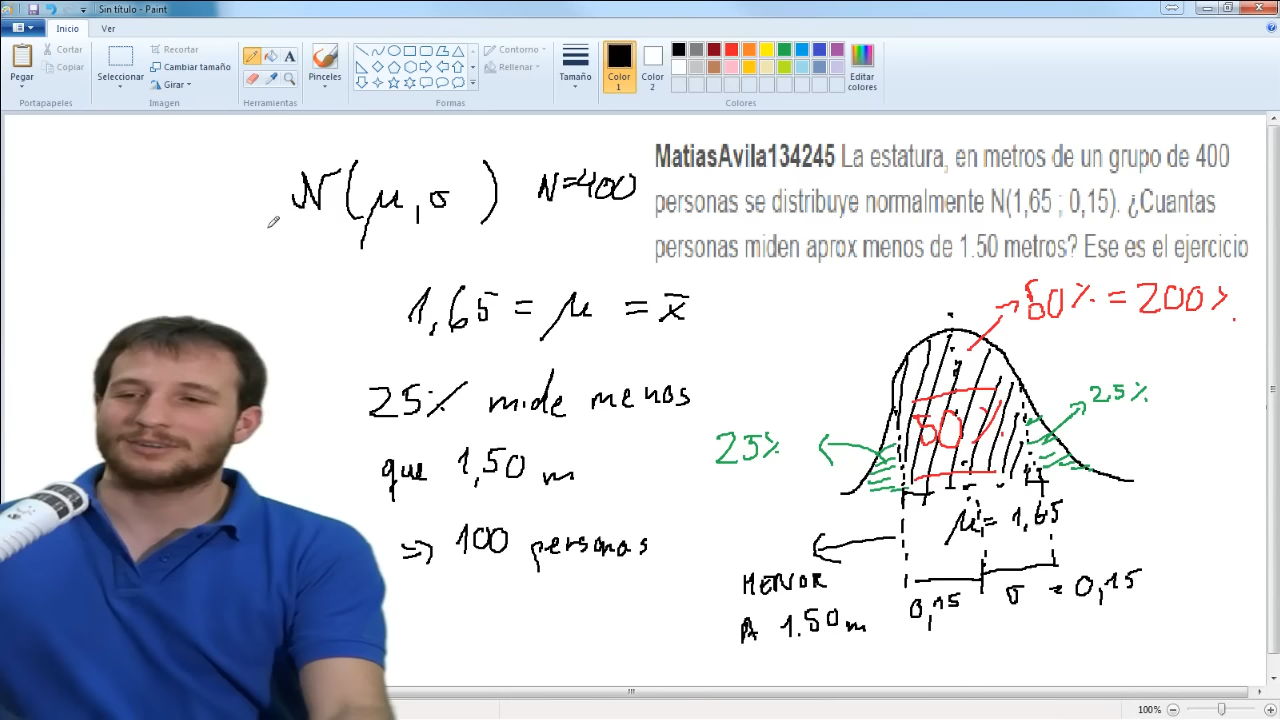 Sin título - Paint
Inicio Ver
Pegar
Cortar
Copiar
Portapapeles
Seleccionar
Recortar
Cambiar tamaño
Girar
Imagen
A
Herramientas
Pinceles
Contorno
Rellenar
Formas
Tamaño
Color 1
Color 2
Editar colores
Colores
N(μ,σ) N=400
MatiasAvila134245 La estatura, en metros de un grupo de 400
personas se distribuye normalmente N(1,65 ; 0,15). ¿Cuantas
personas miden aprox menos de 1.50 metros? Ese es el ejercicio
1,65 = μ = x̄
50% = 200%.
25% mide menos
que 1,50 m
=> 100 personas
25%
50%
25%
μ = 1,65
MENOR
A 1.50m
0,15
σ = 0,15
100%